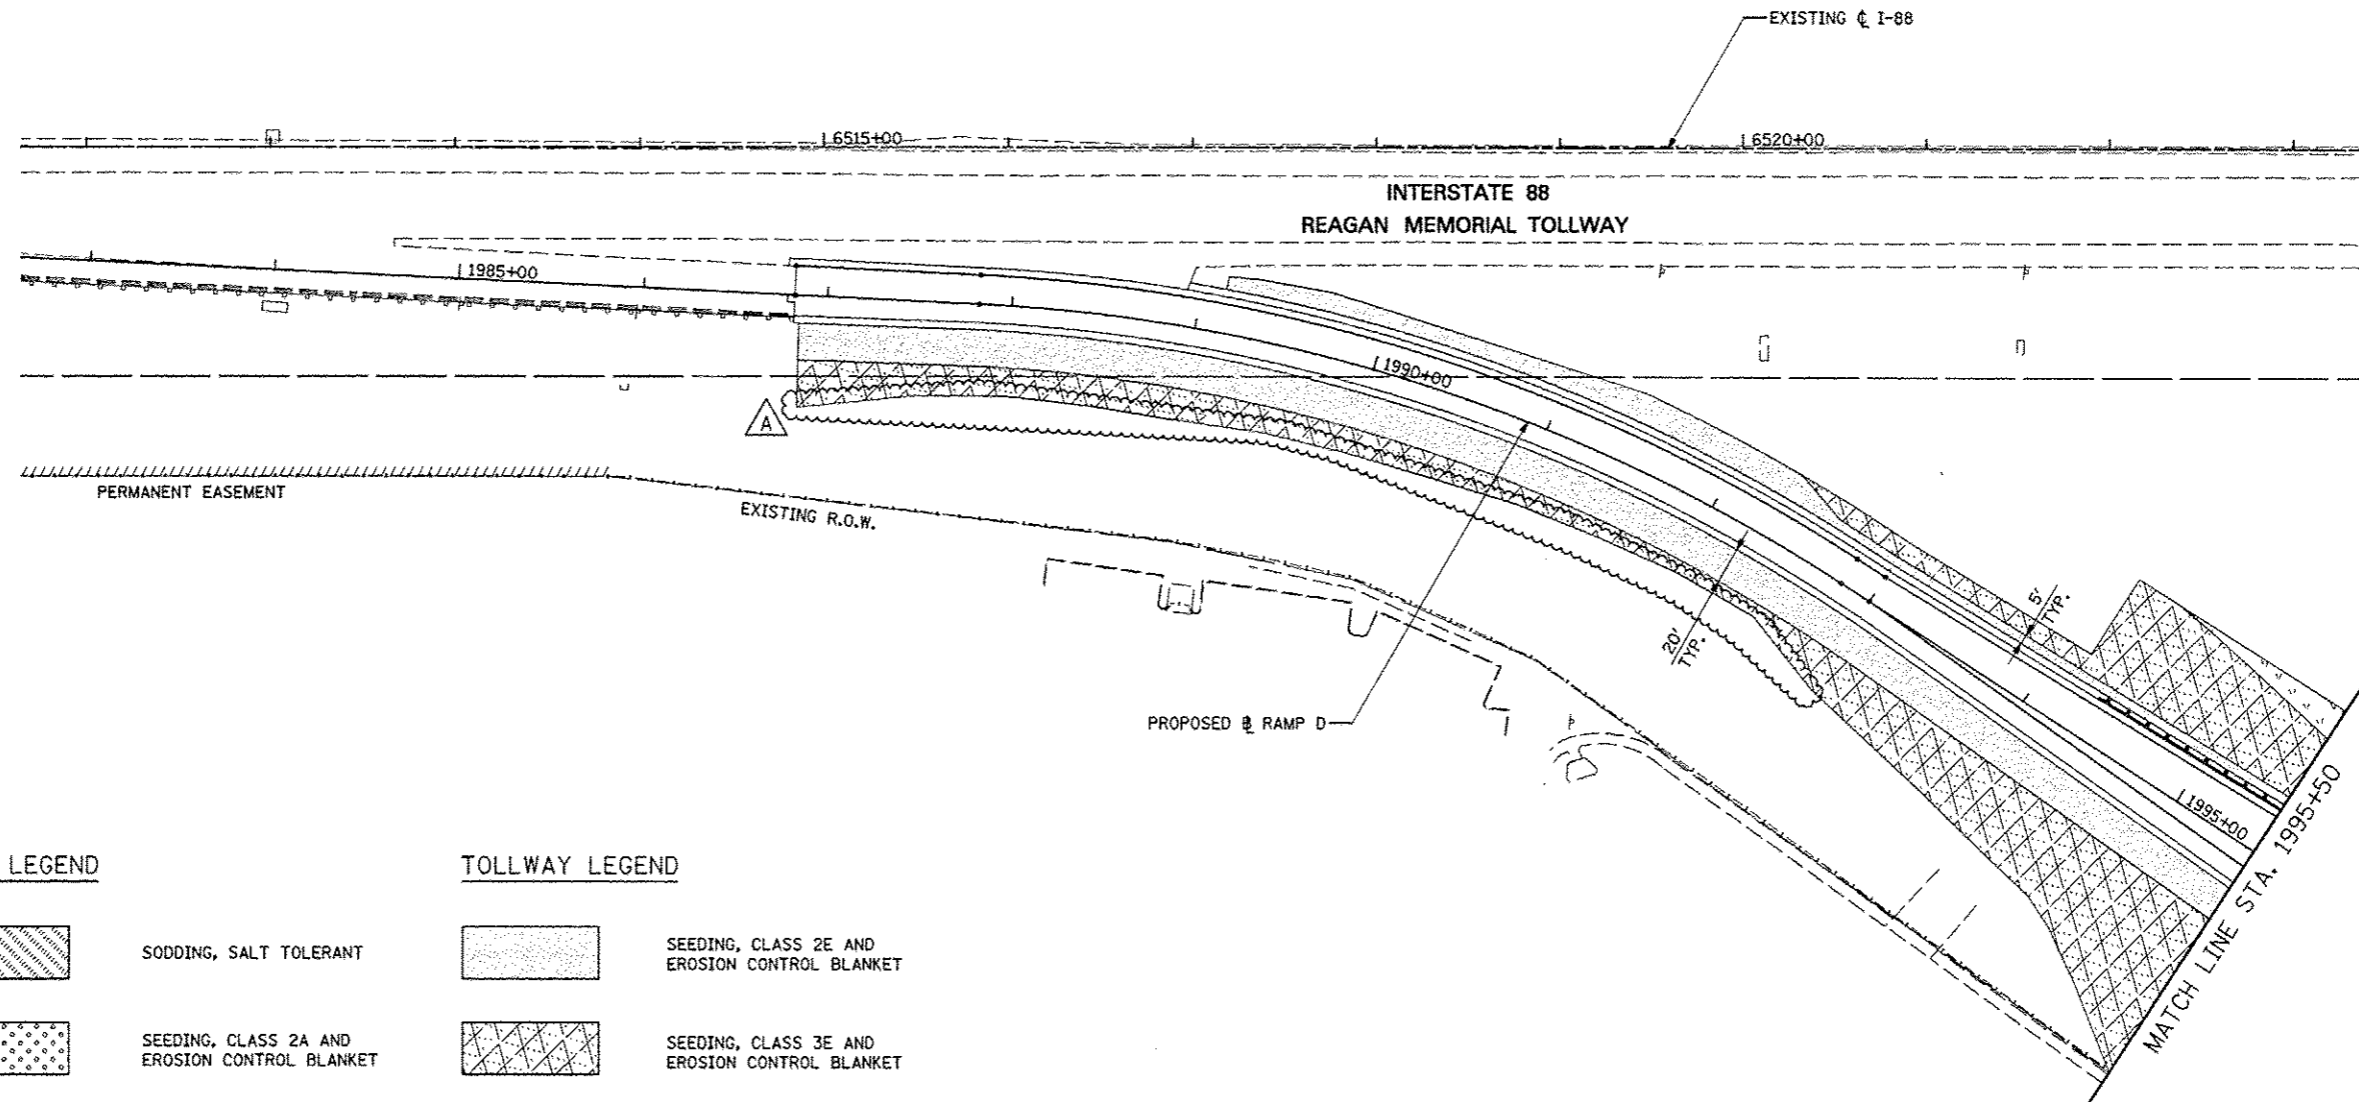 EXISTING ℄ I-88
6515+00
6520+00
INTERSTATE 88
REAGAN MEMORIAL TOLLWAY
1985+00
1990+00
A
PERMANENT EASEMENT
EXISTING R.O.W.
5'
TYP.
20'
TYP.
PROPOSED ℄ RAMP D
1995+00
MATCH LINE STA. 1995+50
LEGEND
TOLLWAY LEGEND
SODDING, SALT TOLERANT
SEEDING, CLASS 2E AND
EROSION CONTROL BLANKET
SEEDING, CLASS 2A AND
EROSION CONTROL BLANKET
SEEDING, CLASS 3E AND
EROSION CONTROL BLANKET